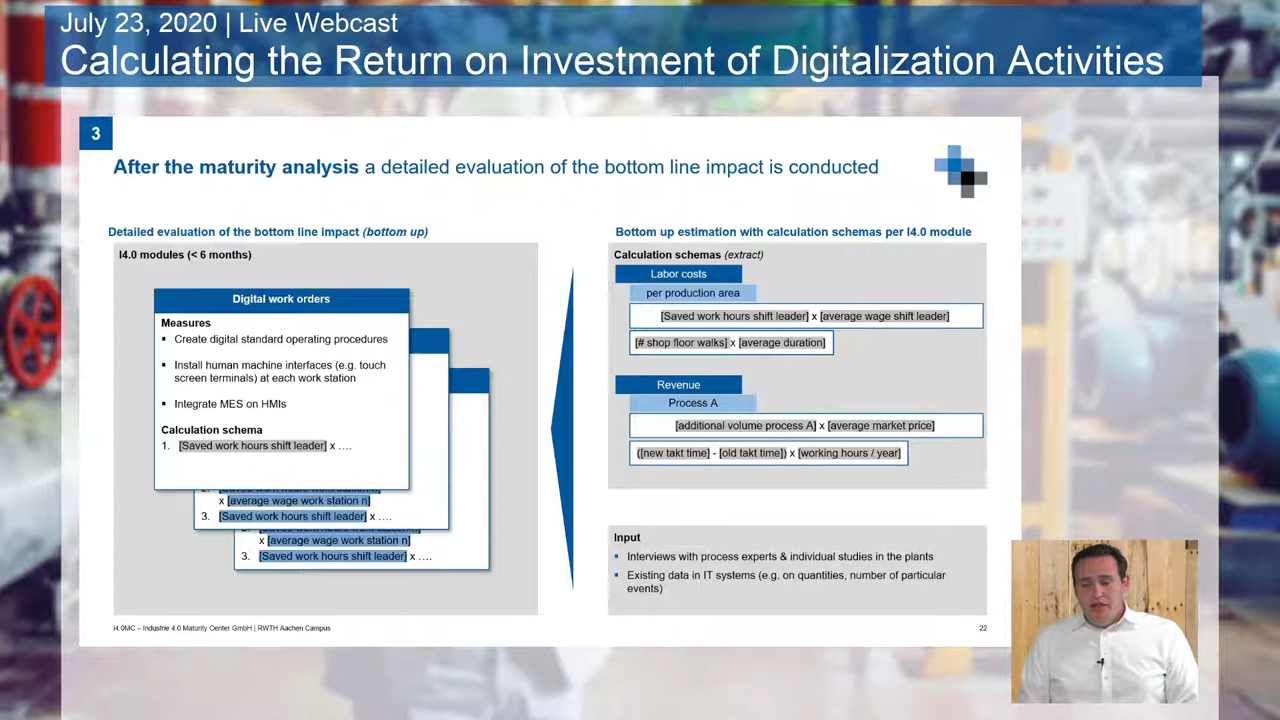 July 23, 2020 | Live Webcast
Calculating the Return on Investment of Digitalization Activities
3
After the maturity analysis a detailed evaluation of the bottom line impact is conducted
Detailed evaluation of the bottom line impact (bottom up)
I4.0 modules (< 6 months)
Digital work orders
Measures
▪ Create digital standard operating procedures
▪ Install human machine interfaces (e.g. touch
screen terminals) at each work station
▪ Integrate MES on HMIs
Calculation schema
1. [Saved work hours shift leader] x ….
x [average wage work station n]
3. [Saved work hours shift leader] x ….
x [average wage work station n]
3. [Saved work hours shift leader] x ….
Bottom up estimation with calculation schemas per I4.0 module
Calculation schemas (extract)
Labor costs
per production area
[Saved work hours shift leader] x [average wage shift leader]
[# shop floor walks] x [average duration]
Revenue
Process A
[additional volume process A] x [average market price]
([new takt time] - [old takt time]) x [working hours / year]
Input
▪ Interviews with process experts & individual studies in the plants
▪ Existing data in IT systems (e.g. on quantities, number of particular
events)
I4.0MC – Industrie 4.0 Maturity Center GmbH | RWTH Aachen Campus
22